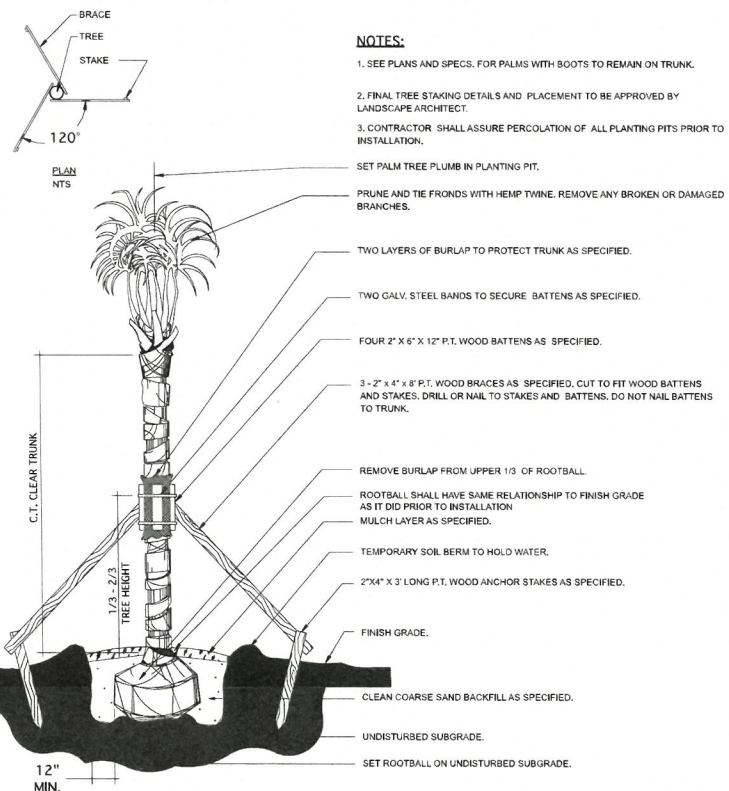 BRACE
TREE
STAKE
120°
PLAN
NTS
NOTES:
1. SEE PLANS AND SPECS. FOR PALMS WITH BOOTS TO REMAIN ON TRUNK.
2. FINAL TREE STAKING DETAILS AND PLACEMENT TO BE APPROVED BY
LANDSCAPE ARCHITECT.
3. CONTRACTOR SHALL ASSURE PERCOLATION OF ALL PLANTING PITS PRIOR TO
INSTALLATION.
SET PALM TREE PLUMB IN PLANTING PIT.
PRUNE AND TIE FRONDS WITH HEMP TWINE. REMOVE ANY BROKEN OR DAMAGED
BRANCHES.
TWO LAYERS OF BURLAP TO PROTECT TRUNK AS SPECIFIED.
TWO GALV. STEEL BANDS TO SECURE BATTENS AS SPECIFIED.
FOUR 2" X 6" X 12" P.T. WOOD BATTENS AS SPECIFIED.
3 - 2" x 4" x 8' P.T. WOOD BRACES AS SPECIFIED. CUT TO FIT WOOD BATTENS
AND STAKES. DRILL OR NAIL TO STAKES AND BATTENS. DO NOT NAIL BATTENS
TO TRUNK.
REMOVE BURLAP FROM UPPER 1/3 OF ROOTBALL.
ROOTBALL SHALL HAVE SAME RELATIONSHIP TO FINISH GRADE
AS IT DID PRIOR TO INSTALLATION
MULCH LAYER AS SPECIFIED.
TEMPORARY SOIL BERM TO HOLD WATER.
2"X4" X 3' LONG P.T. WOOD ANCHOR STAKES AS SPECIFIED.
FINISH GRADE.
CLEAN COARSE SAND BACKFILL AS SPECIFIED.
UNDISTURBED SUBGRADE.
SET ROOTBALL ON UNDISTURBED SUBGRADE.
C.T. CLEAR TRUNK
1/3 - 2/3
TREE HEIGHT
12"
MIN.